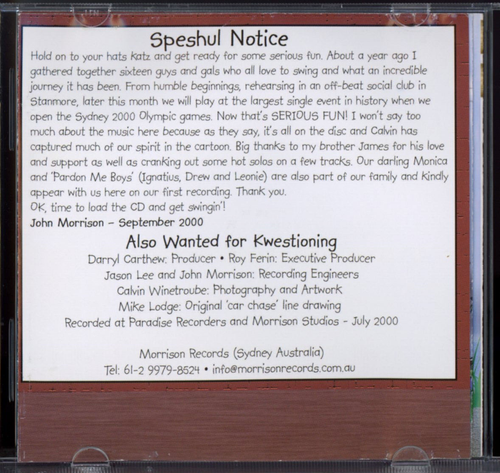 Speshul Notice
Hold on to your hats katz and get ready for some serious fun. About a year ago I
gathered together sixteen guys and gals who all love to swing and what an incredible
journey it has been. From humble beginnings, rehearsing in an off-beat social club in
Stanmore, later this month we will play at the largest single event in history when we
open the Sydney 2000 Olympic games. Now that's SERIOUS FUN! I won't say too
much about the music here because as they say, it's all on the disc and Calvin has
captured much of our spirit in the cartoon. Big thanks to my brother James for his love
and support as well as cranking out some hot solos on a few tracks. Our darling Monica
and 'Pardon Me Boys' (Ignatius, Drew and Leonie) are also part of our family and kindly
appear with us here on our first recording. Thank you.
OK, time to load the CD and get swingin'!
John Morrison - September 2000
Also Wanted for Kwestioning
Darryl Carthew: Producer • Roy Ferin: Executive Producer
Jason Lee and John Morrison: Recording Engineers
Calvin Winetroube: Photography and Artwork
Mike Lodge: Original 'car chase' line drawing
Recorded at Paradise Recorders and Morrison Studios - July 2000
Morrison Records (Sydney Australia)
Tel: 61-2 9979-8524 • info@morrisonrecords.com.au